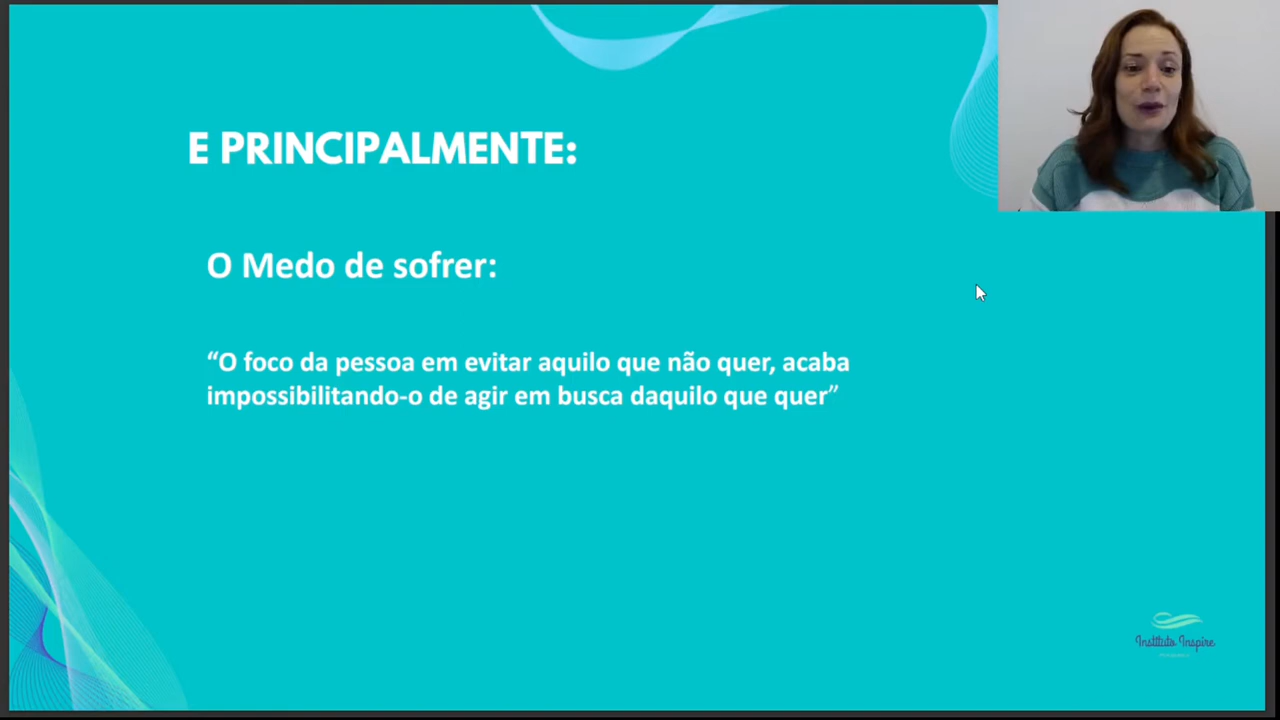 E PRINCIPALMENTE:
O Medo de sofrer:
“O foco da pessoa em evitar aquilo que não quer, acaba
impossibilitando-o de agir em busca daquilo que quer”
Instituto Inspire